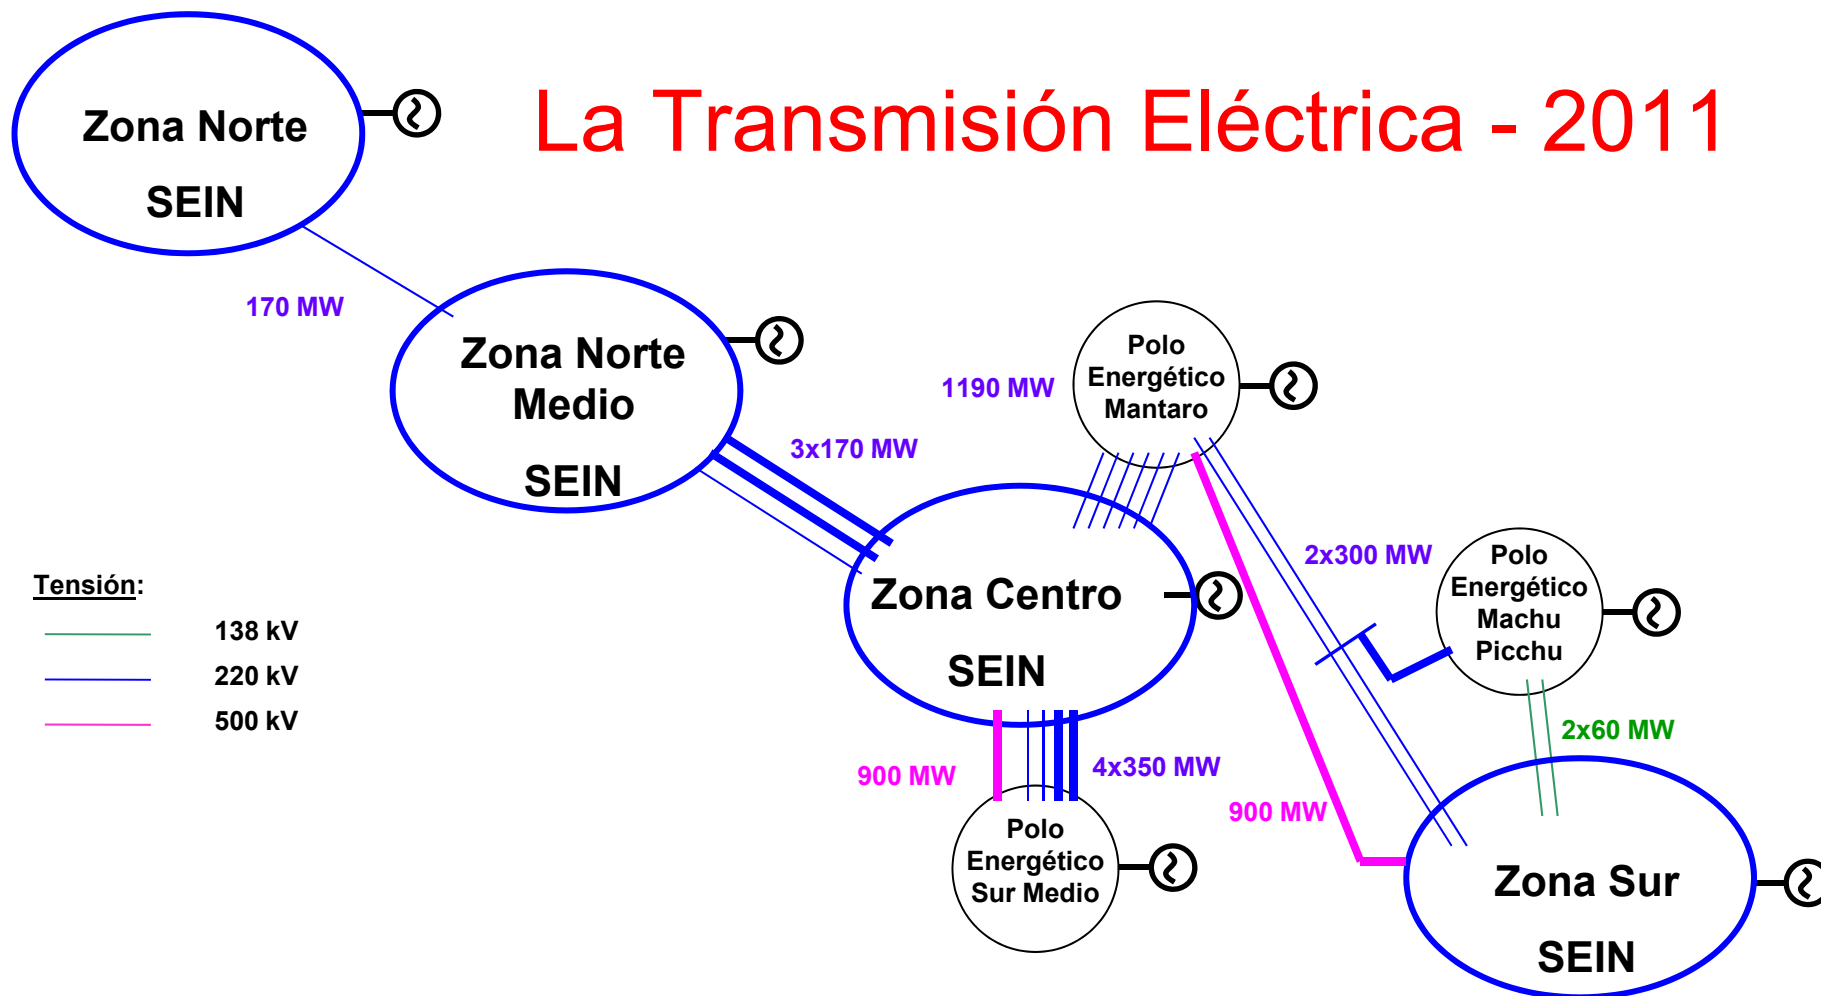 La Transmisión Eléctrica - 2011
Zona Norte
SEIN
170 MW
Zona Norte
Medio
SEIN
3x170 MW
1190 MW
Polo
Energético
Mantaro
2x300 MW
Polo
Energético
Machu
Picchu
Zona Centro
SEIN
Tensión:
138 kV
220 kV
500 kV
900 MW
4x350 MW
2x60 MW
900 MW
Polo
Energético
Sur Medio
Zona Sur
SEIN